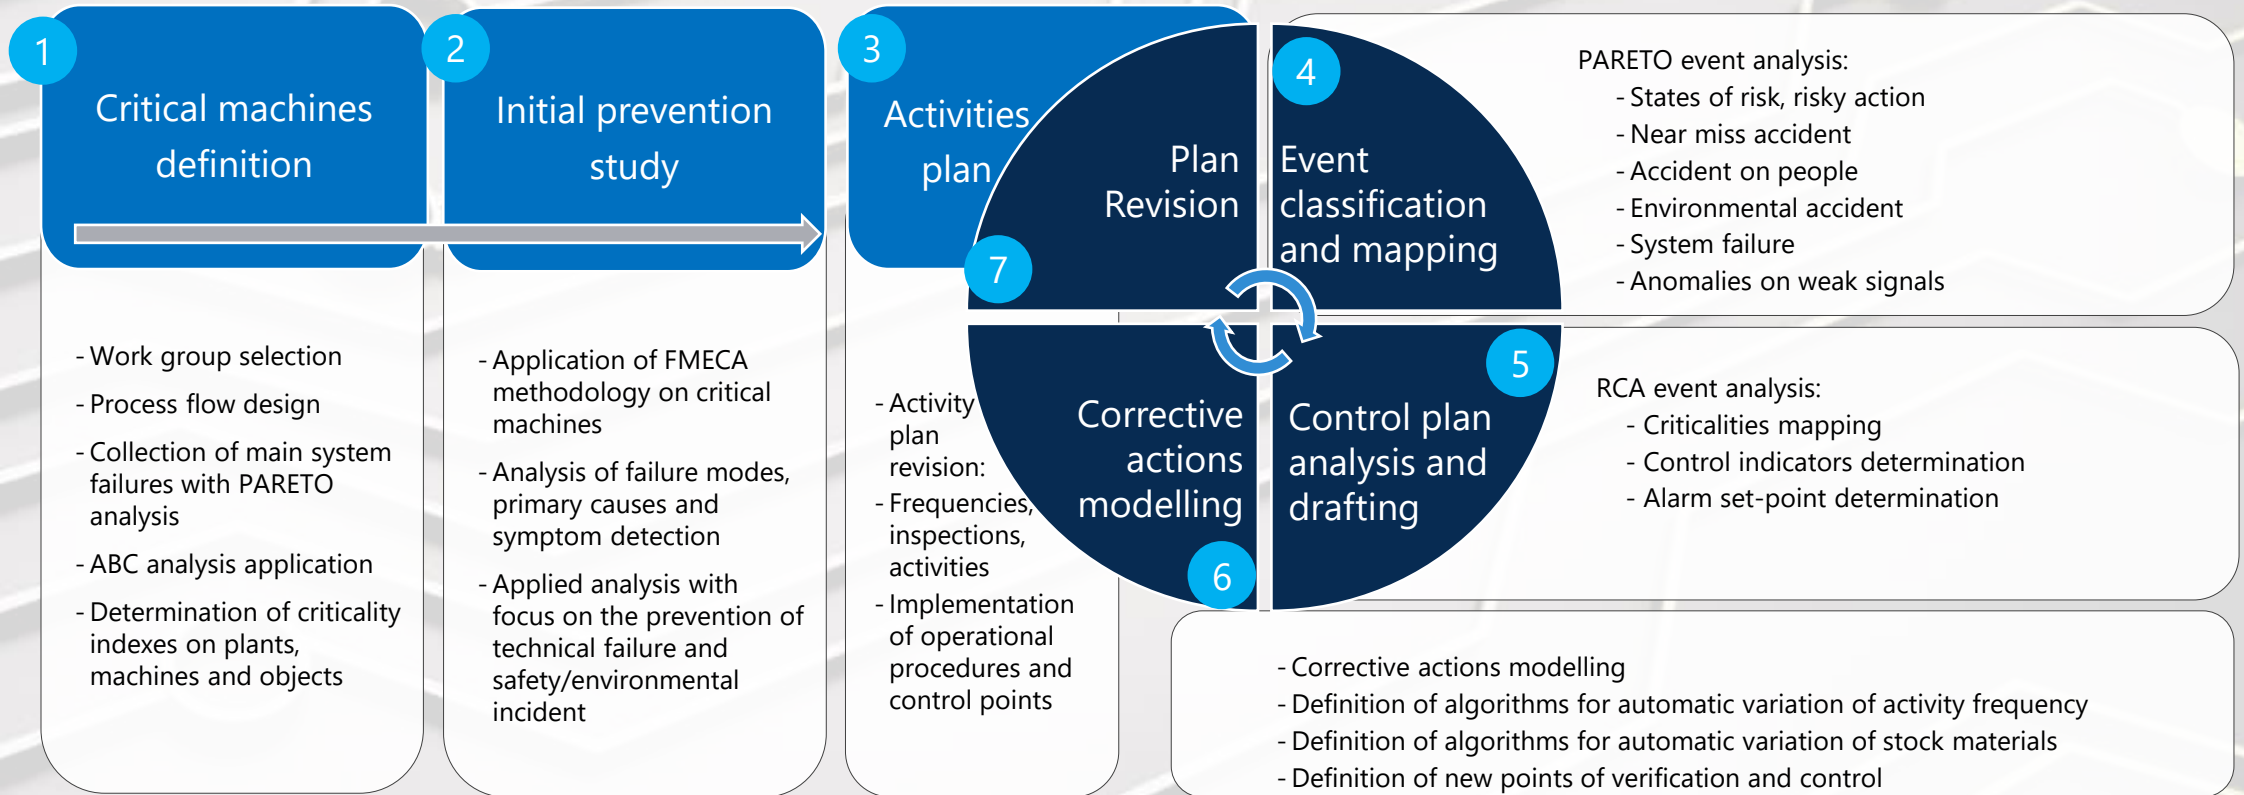 1
Critical machines
definition
- Work group selection
- Process flow design
- Collection of main system
failures with PARETO
analysis
- ABC analysis application
- Determination of criticality
indexes on plants,
machines and objects
2
Initial prevention
study
- Application of FMECA
methodology on critical
machines
- Analysis of failure modes,
primary causes and
symptom detection
- Applied analysis with
focus on the prevention of
technical failure and
safety/environmental
incident
3
Activities
plan
- Activity
plan
revision:
- Frequencies,
inspections,
activities
- Implementation
of operational
procedures and
control points
4
Event
classification
and mapping
PARETO event analysis:
- States of risk, risky action
- Near miss accident
- Accident on people
- Environmental accident
- System failure
- Anomalies on weak signals
5
Control plan
analysis and
drafting
RCA event analysis:
- Criticalities mapping
- Control indicators determination
- Alarm set-point determination
6
Corrective
actions
modelling
- Corrective actions modelling
- Definition of algorithms for automatic variation of activity frequency
- Definition of algorithms for automatic variation of stock materials
- Definition of new points of verification and control
7
Plan
Revision